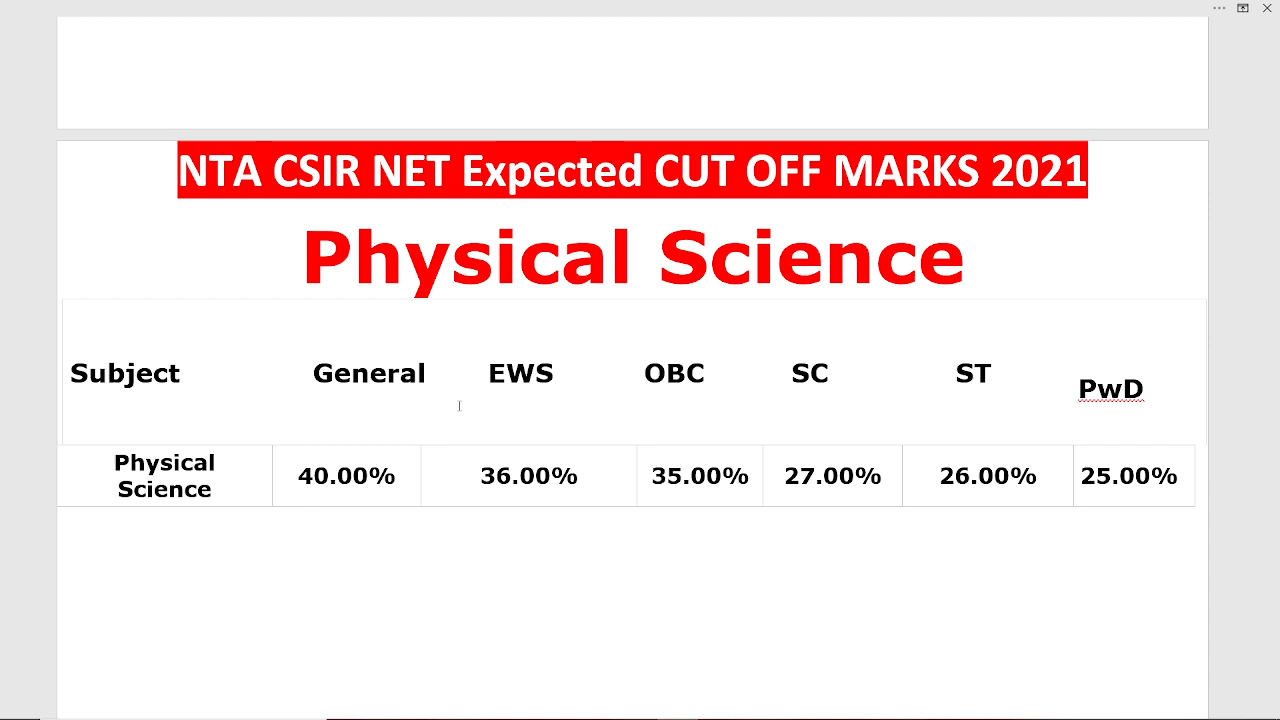 NTA CSIR NET Expected CUT OFF MARKS 2021
Physical Science
Subject General EWS OBC SC ST PwD
Physical Science 40.00% 36.00% 35.00% 27.00% 26.00% 25.00%